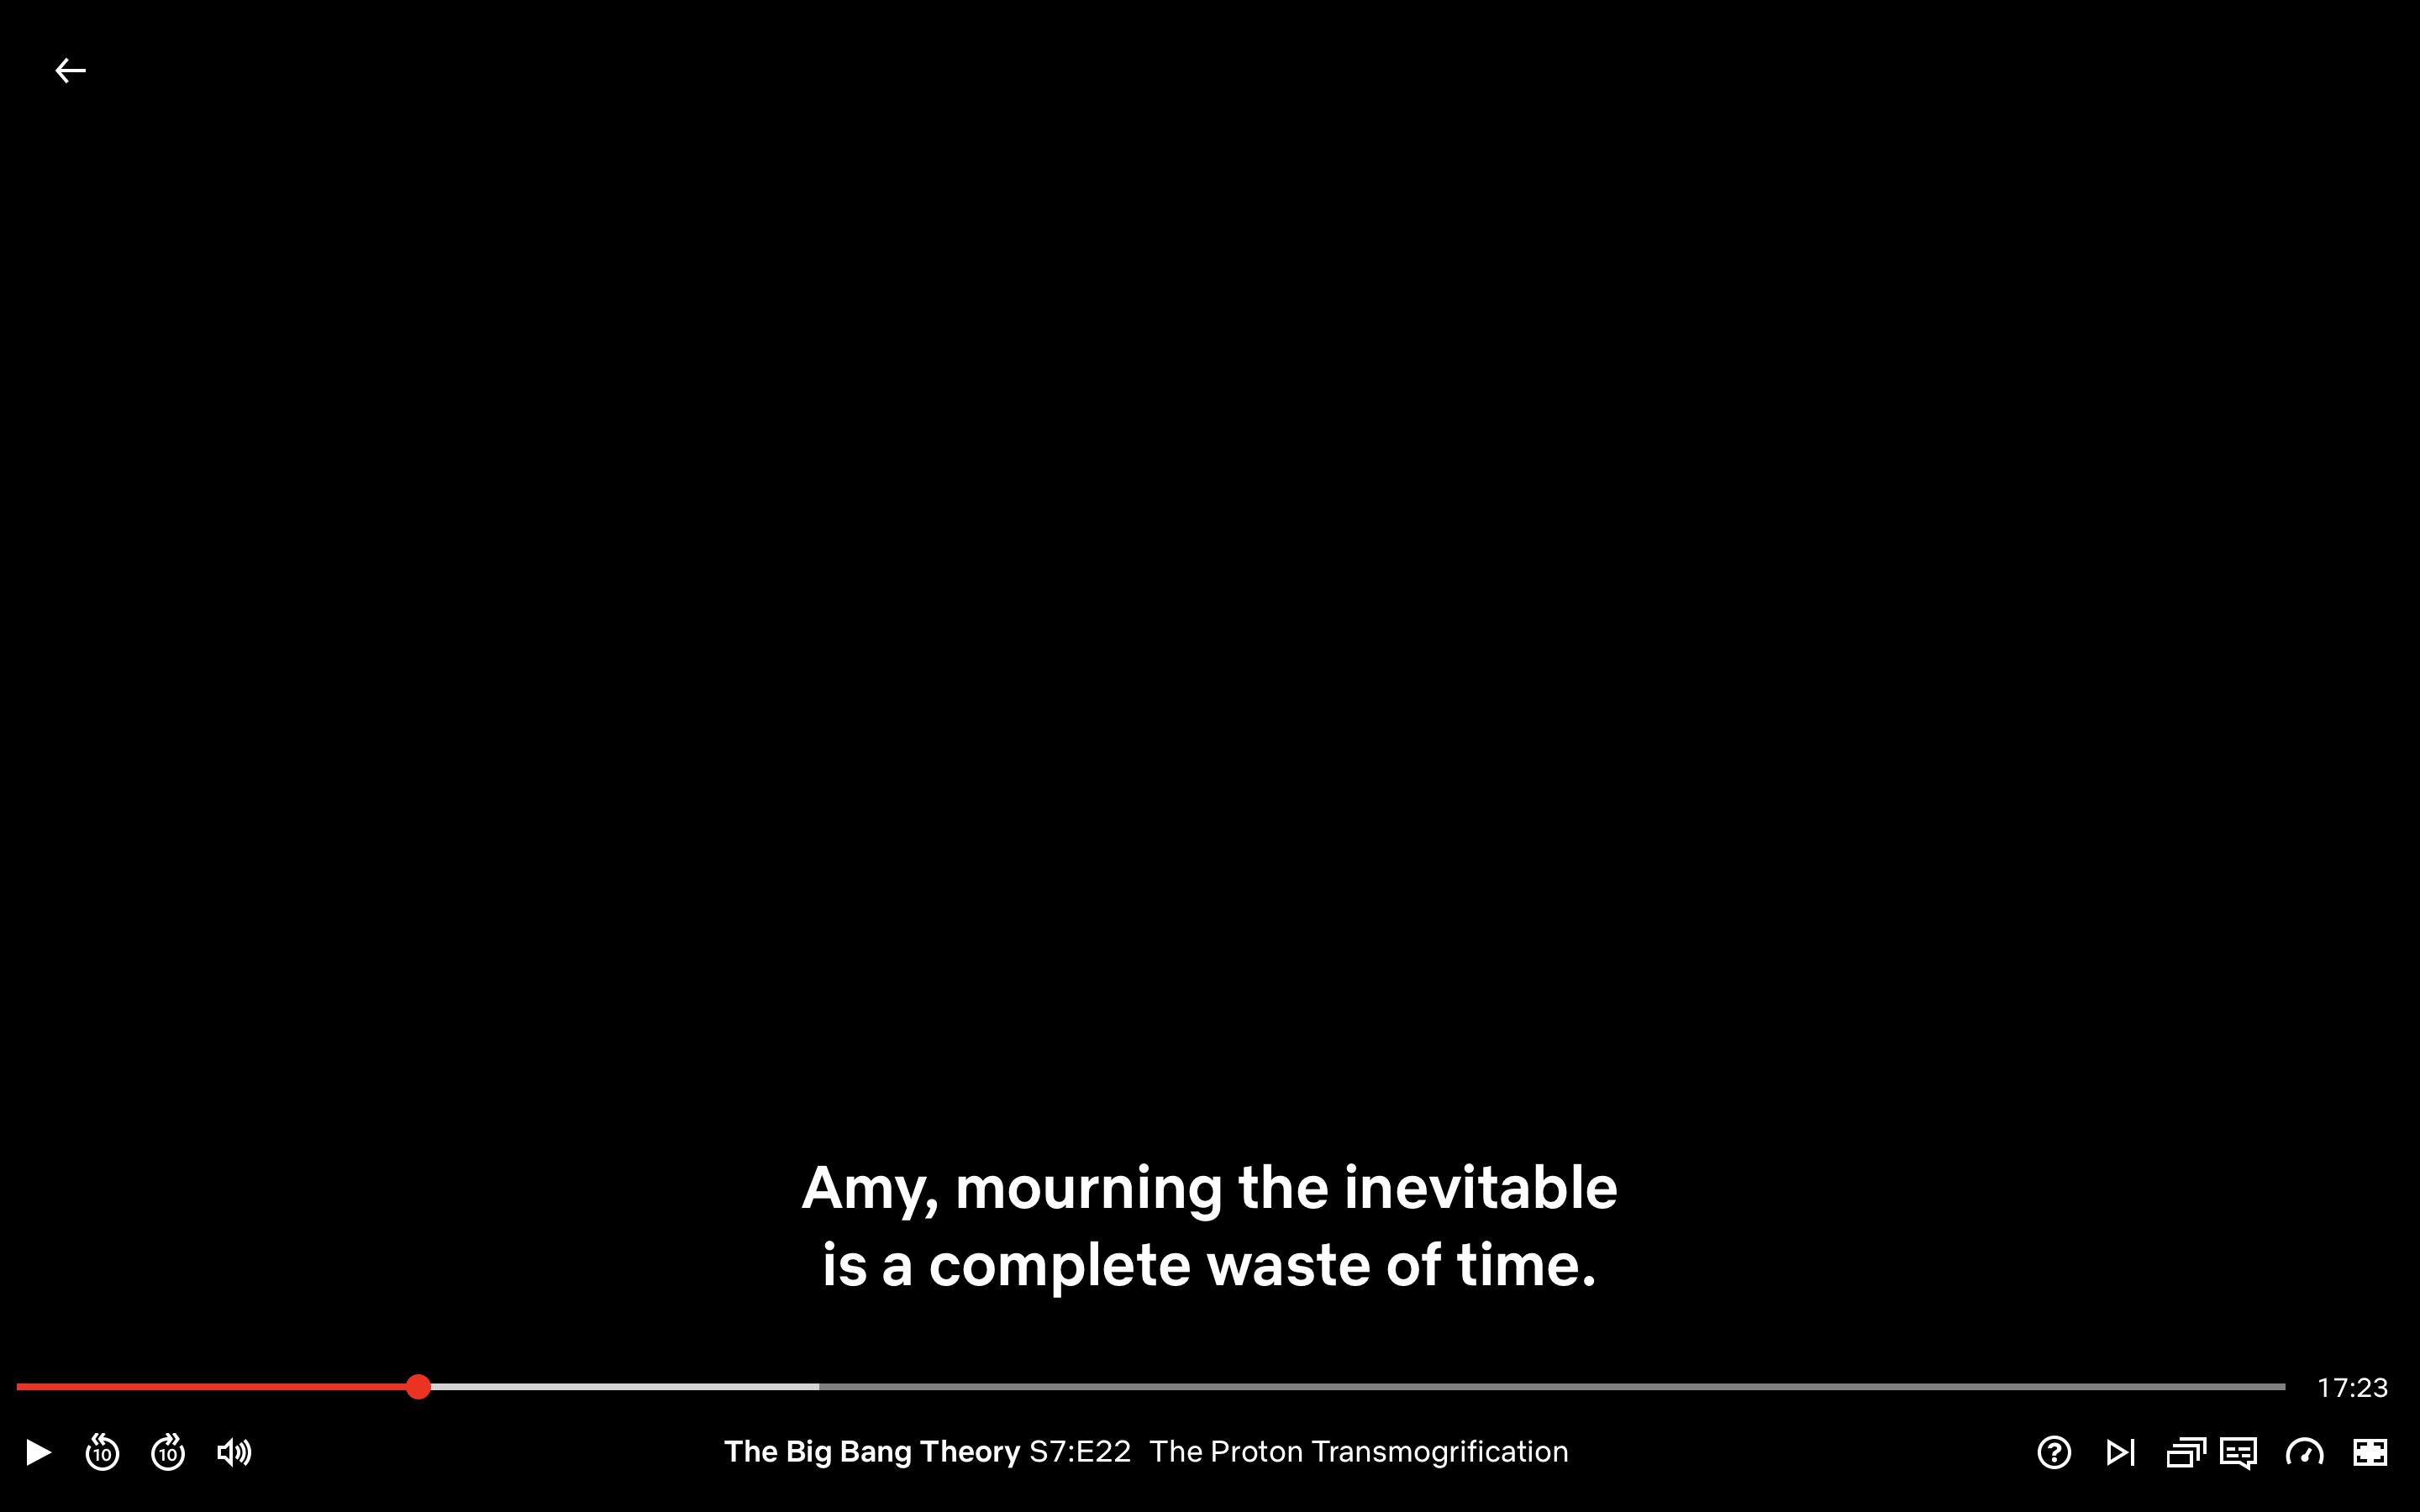 Amy, mourning the inevitable
is a complete waste of time.
17:23
10 10 The Big Bang Theory S7:E22 The Proton Transmogrification ?